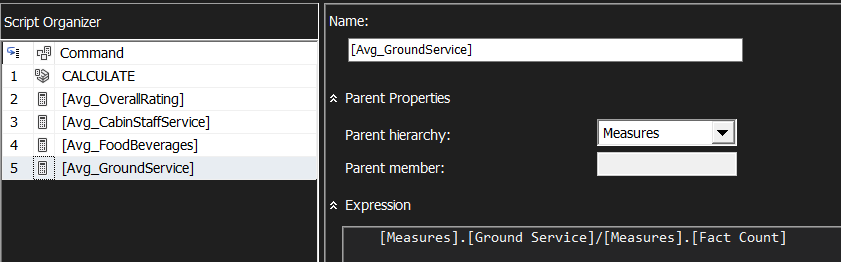 Script Organizer
Command
1 CALCULATE
2 [Avg_OverallRating]
3 [Avg_CabinStaffService]
4 [Avg_FoodBeverages]
5 [Avg_GroundService]
Name:
[Avg_GroundService]
Parent Properties
Parent hierarchy: Measures
Parent member:
Expression
[Measures].[Ground Service]/[Measures].[Fact Count]